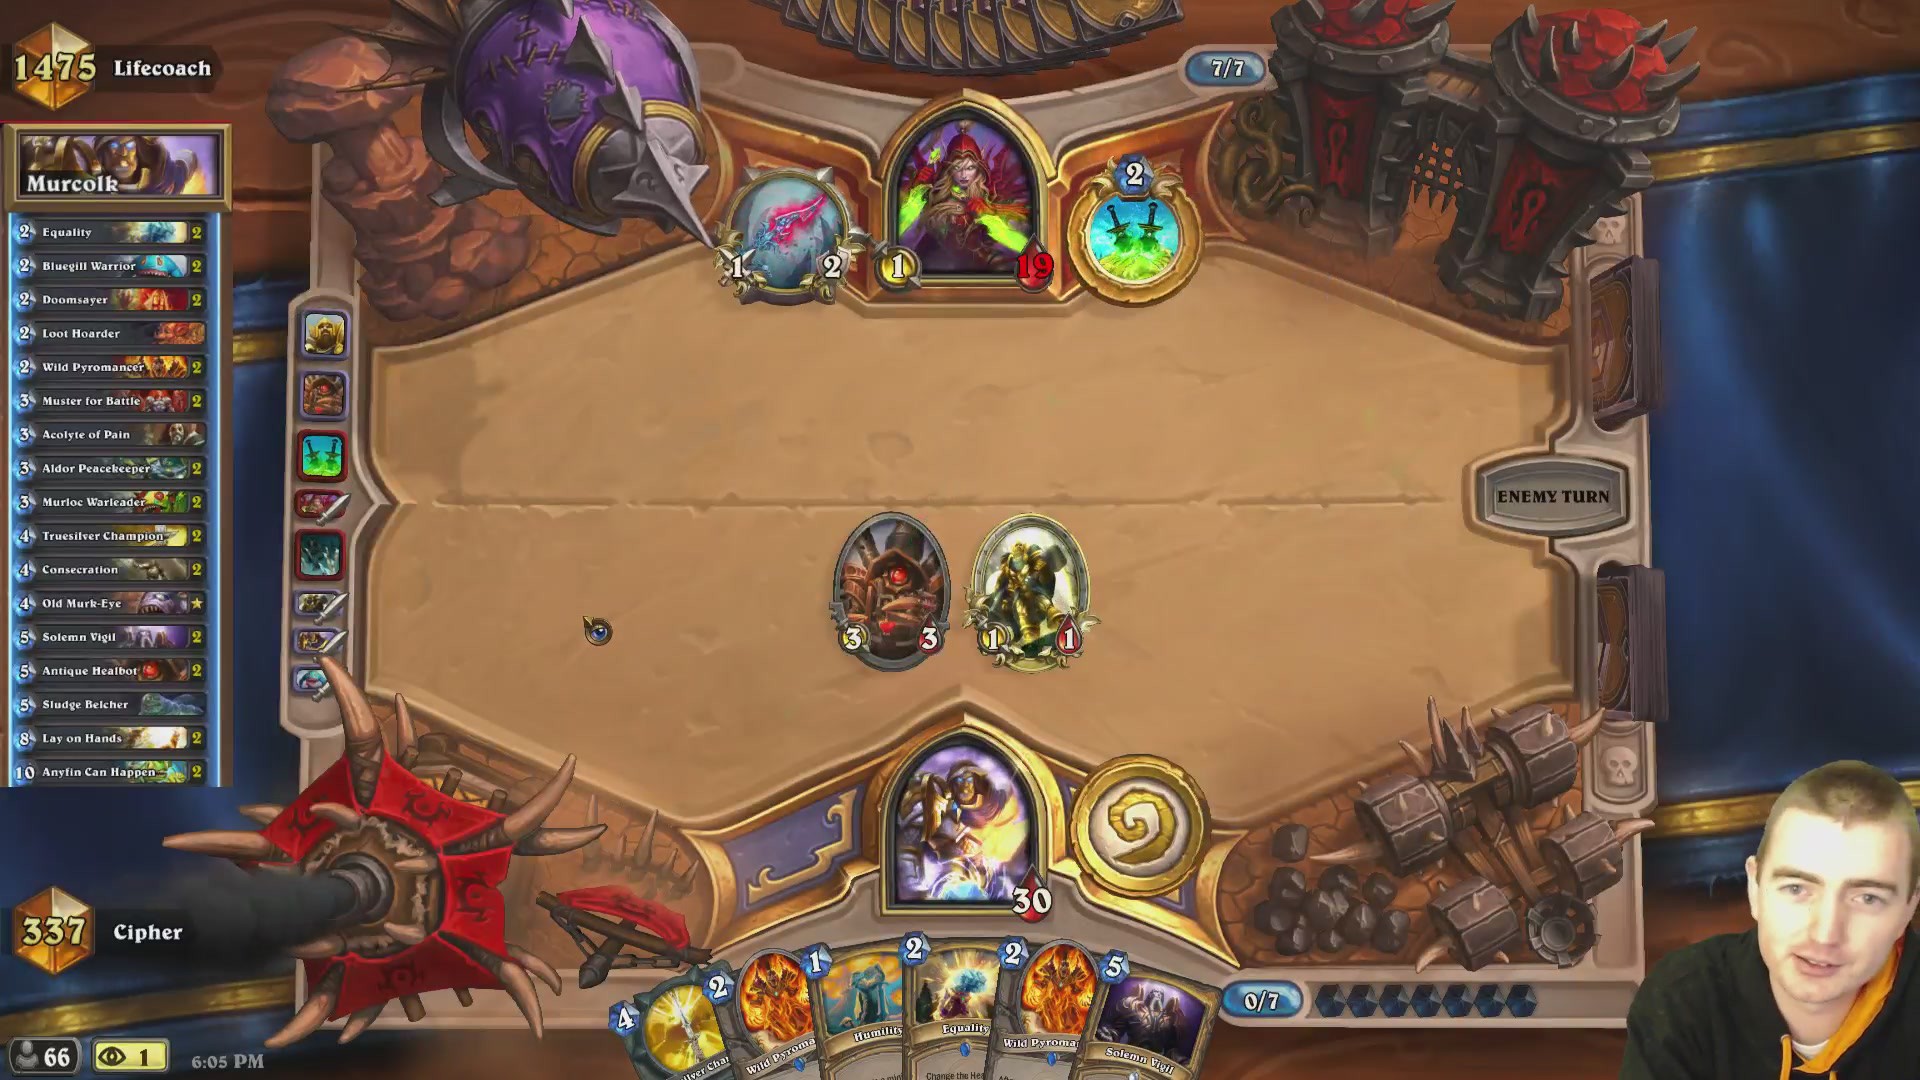 1475 Lifecoach
7/7
Murcolk
2 Equality 2
2 Bluegill Warrior 2
2 Doomsayer 2
2 Loot Hoarder
2 Wild Pyromancer 2
3 Muster for Battle 2
3 Acolyte of Pain
3 Aldor Peacekeeper 2
3 Murloc Warleader 2
4 Truesilver Champion 2
4 Consecration 2
4 Old Murk-Eye
5 Solemn Vigil 2
5 Antique Healbot 2
5 Sludge Belcher
8 Lay on Hands 2
10 Anyfin Can Happen 2
2
1 2 1 19
ENEMY TURN
3 3 1 1
30
337 Cipher
4 2 1 2 2 5
0/7
lver Cha
Wild Pyroma
Humility
Equality
Wild Pyroma
Solemn Vigil
Change the Hea
66 1 6:05 PM